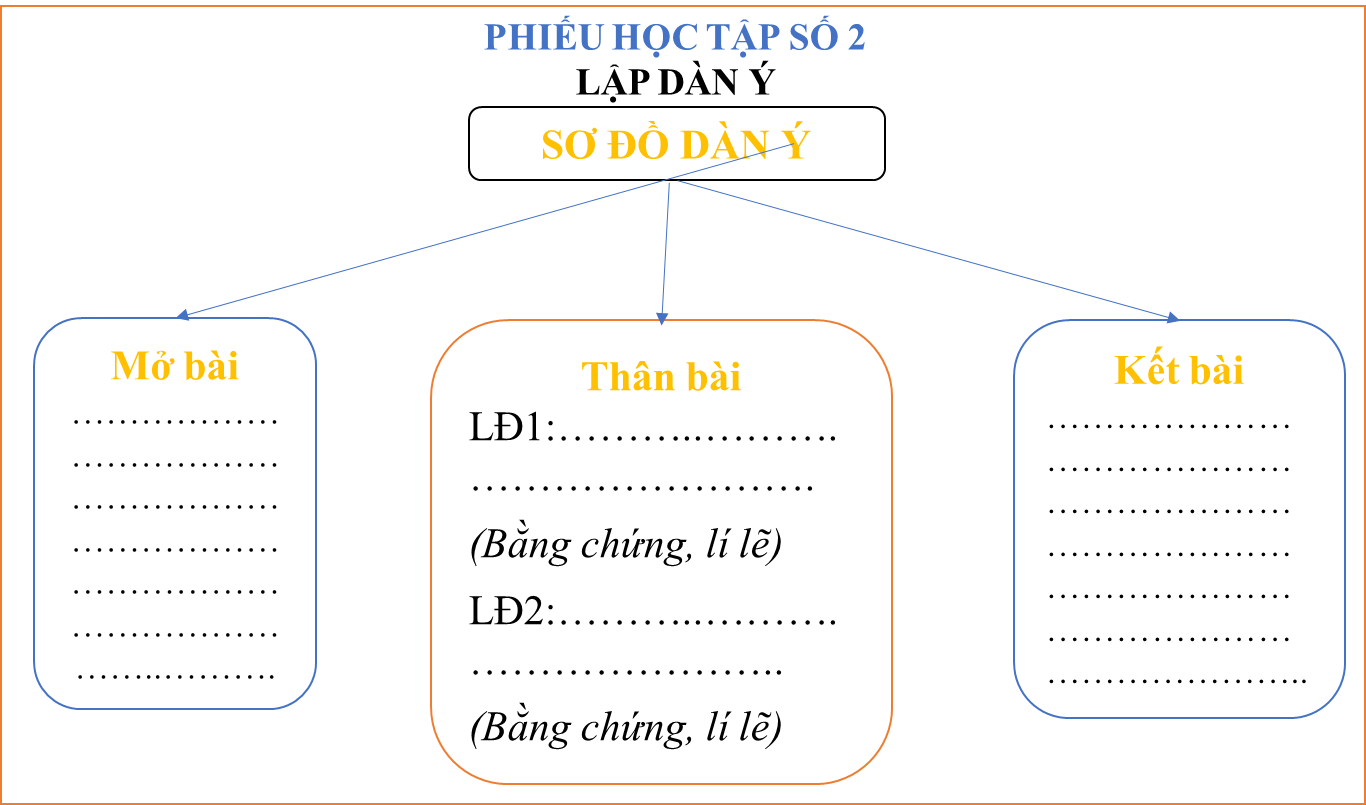 PHIẾU HỌC TẬP SỐ 2
LẬP DÀN Ý
SƠ ĐỒ DÀN Ý
Mở bài
………………
………………
………………
………………
………………
………………
……..……….
Thân bài
LĐ1:………..……….
…………………….
(Bằng chứng, lí lẽ)
LĐ2:………..……….
…………………..
(Bằng chứng, lí lẽ)
Kết bài
…………………
…………………
…………………
…………………
…………………
…………………
…………………..